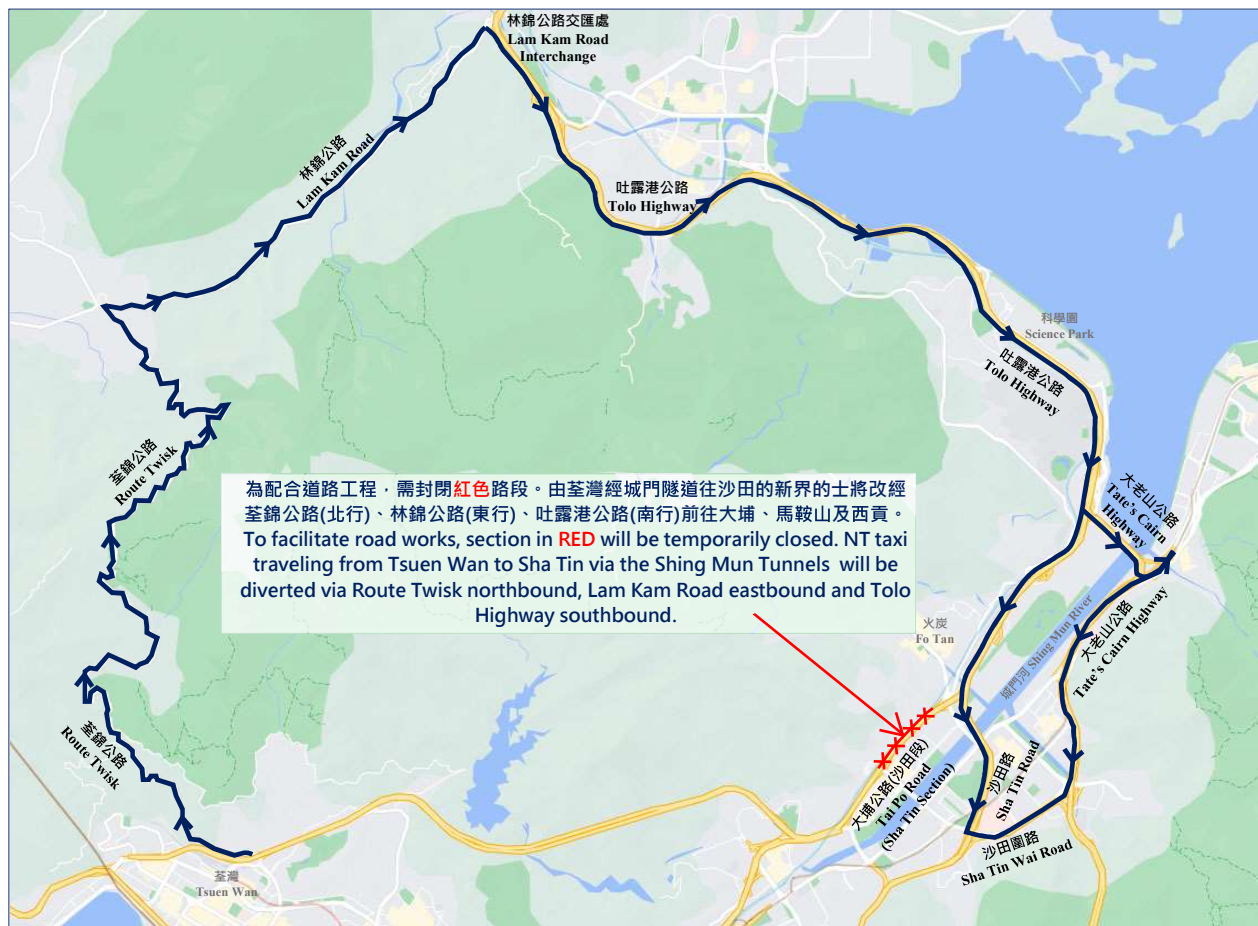 林錦公路交匯處
Lam Kam Road
Interchange
林錦公路
Lam Kam Road
吐露港公路
Tolo Highway
科學園
Science Park
吐露港公路
Tolo Highway
荃錦公路
Route Twisk
為配合道路工程，需封閉紅色路段。由荃灣經城門隧道往沙田的新界的士將改經
荃錦公路(北行)、林錦公路(東行)、吐露港公路(南行)前往大埔、馬鞍山及西貢。
To facilitate road works, section in RED will be temporarily closed. NT taxi
traveling from Tsuen Wan to Sha Tin via the Shing Mun Tunnels will be
diverted via Route Twisk northbound, Lam Kam Road eastbound and Tolo
Highway southbound.
大老山公路
Tate's Cairn
Highway
火炭
Fo Tan
城門河 Shing Mun River
大老山公路
Tate's Cairn Highway
荃錦公路
Route Twisk
大埔公路(沙田段)
Tai Po Road
(Sha Tin Section)
沙田路
Sha Tin Road
沙田圍路
Sha Tin Wai Road
荃灣
Tsuen Wan